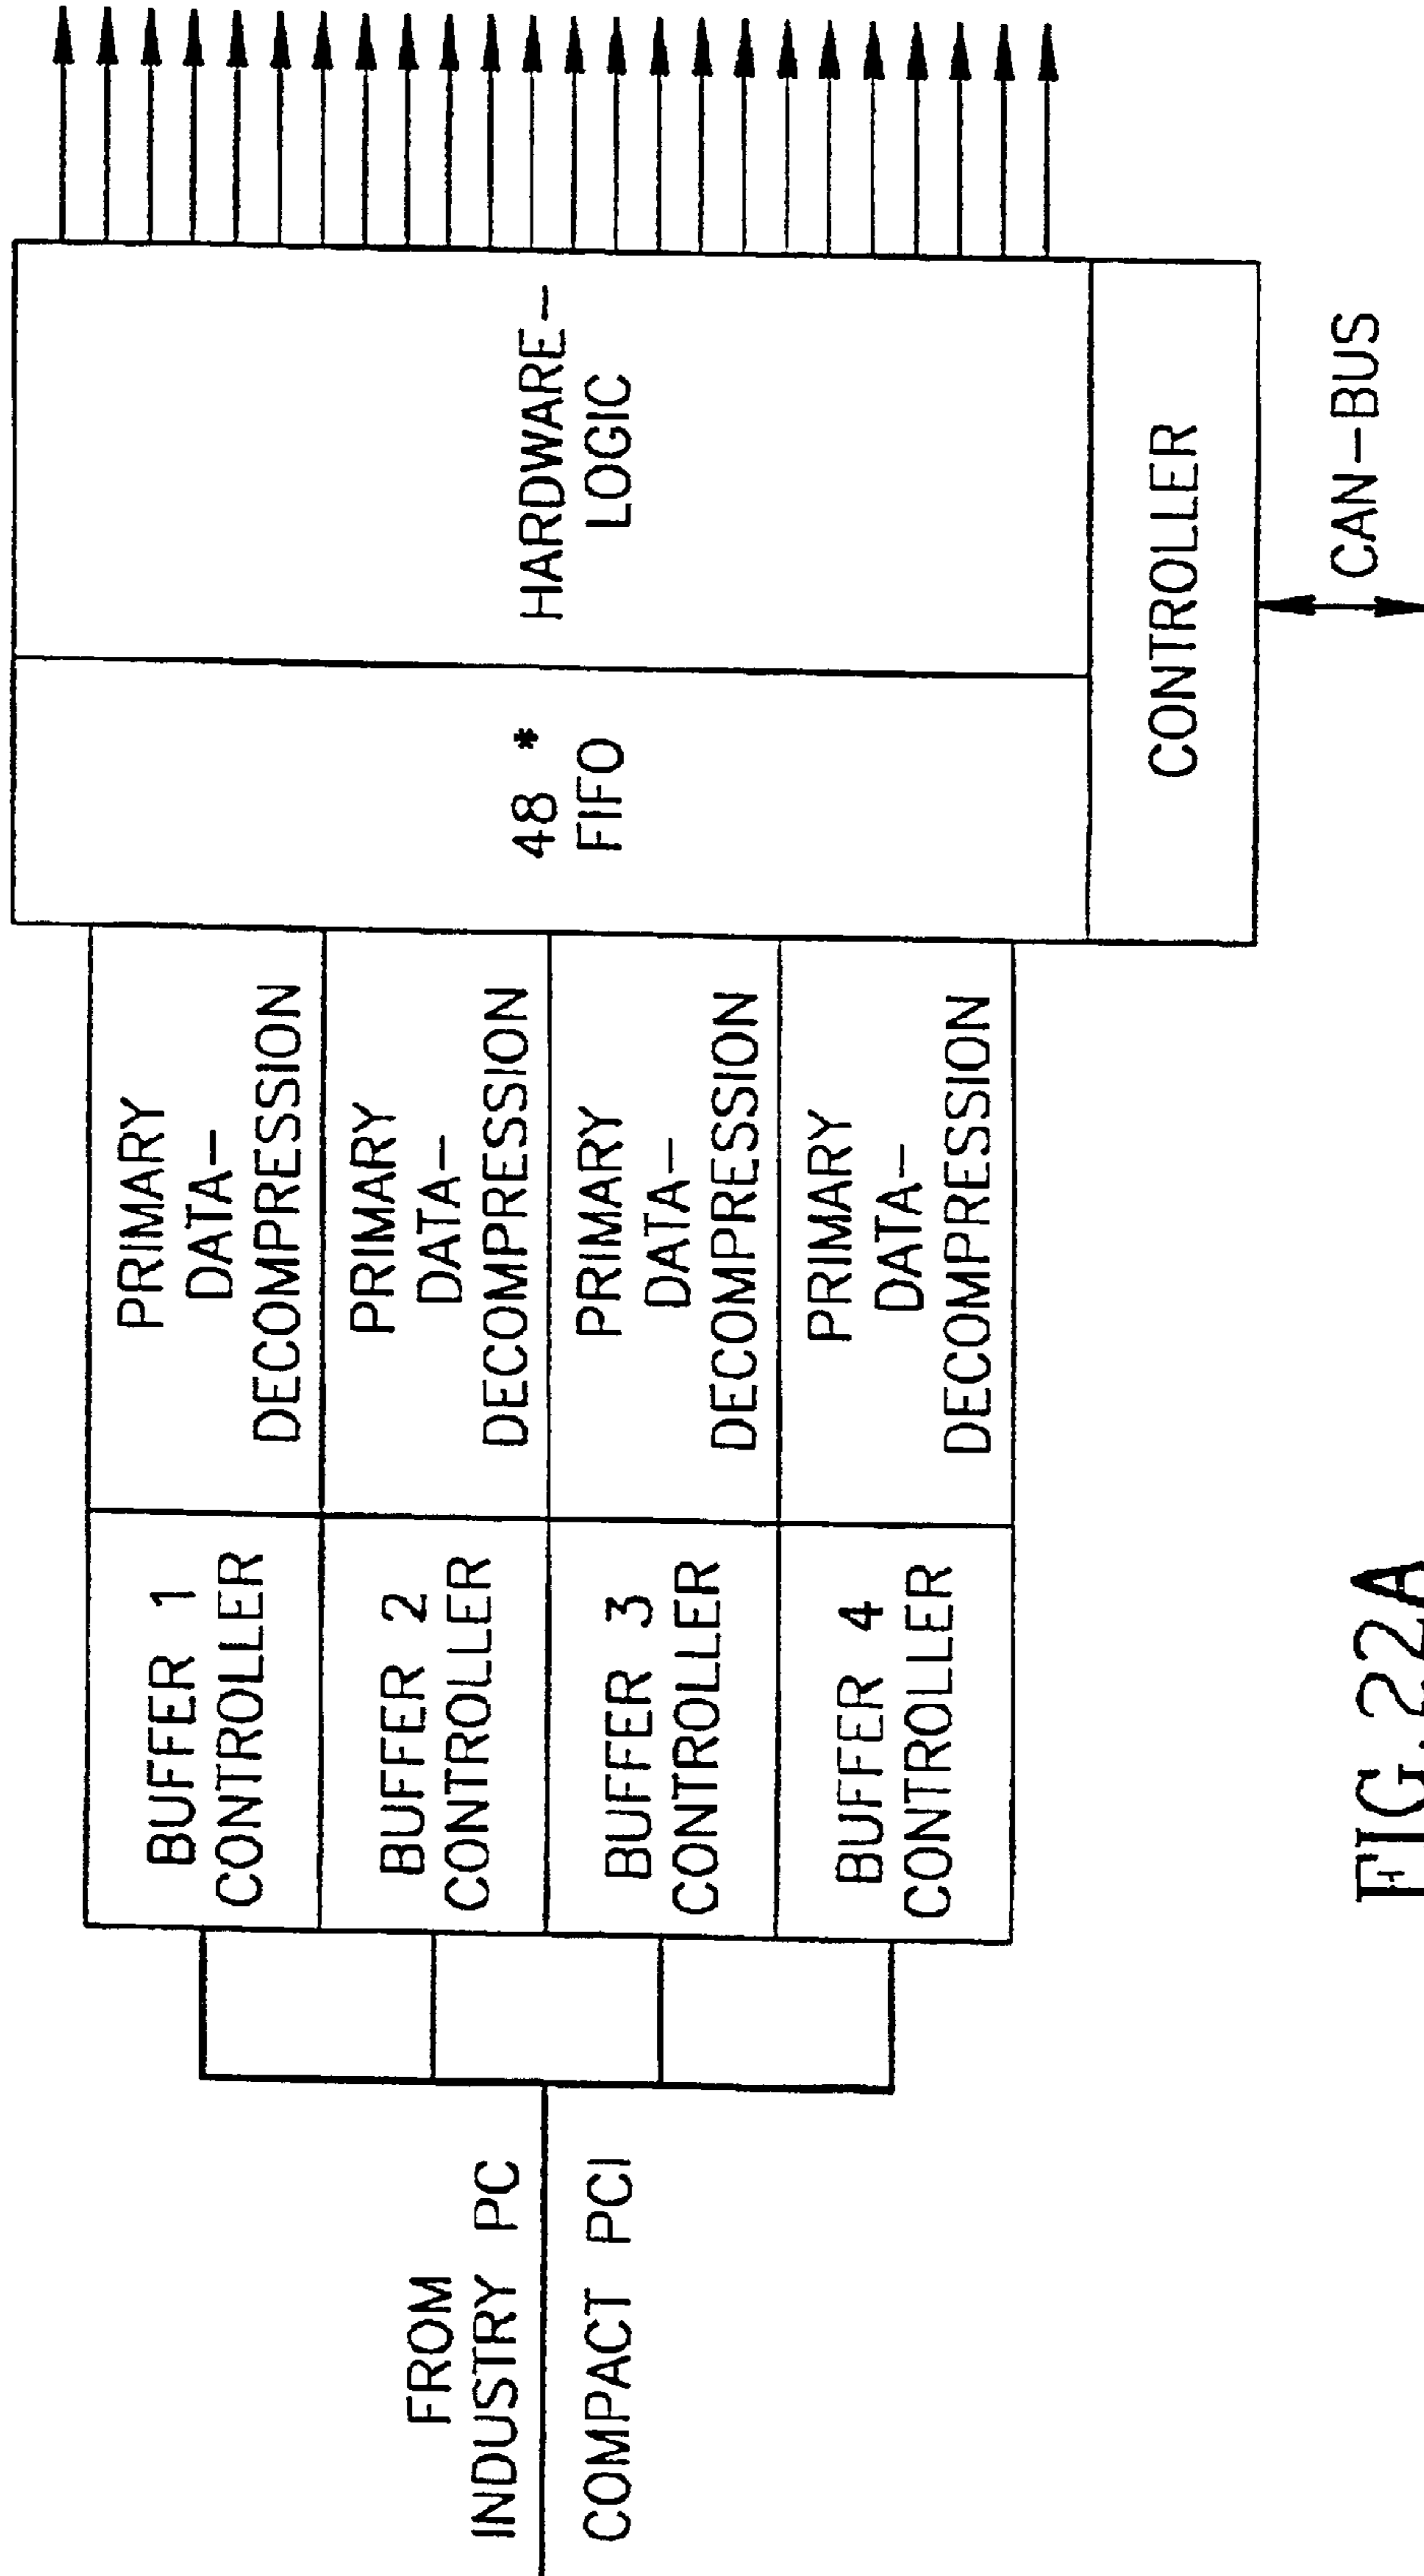 FROM
INDUSTRY PC
COMPACT PCI
BUFFER 1
CONTROLLER
BUFFER 2
CONTROLLER
BUFFER 3
CONTROLLER
BUFFER 4
CONTROLLER
PRIMARY
DATA-
DECOMPRESSION
PRIMARY
DATA-
DECOMPRESSION
PRIMARY
DATA-
DECOMPRESSION
PRIMARY
DATA-
DECOMPRESSION
48 *
FIFO
HARDWARE-
LOGIC
CONTROLLER
CAN-BUS
FIG.22A